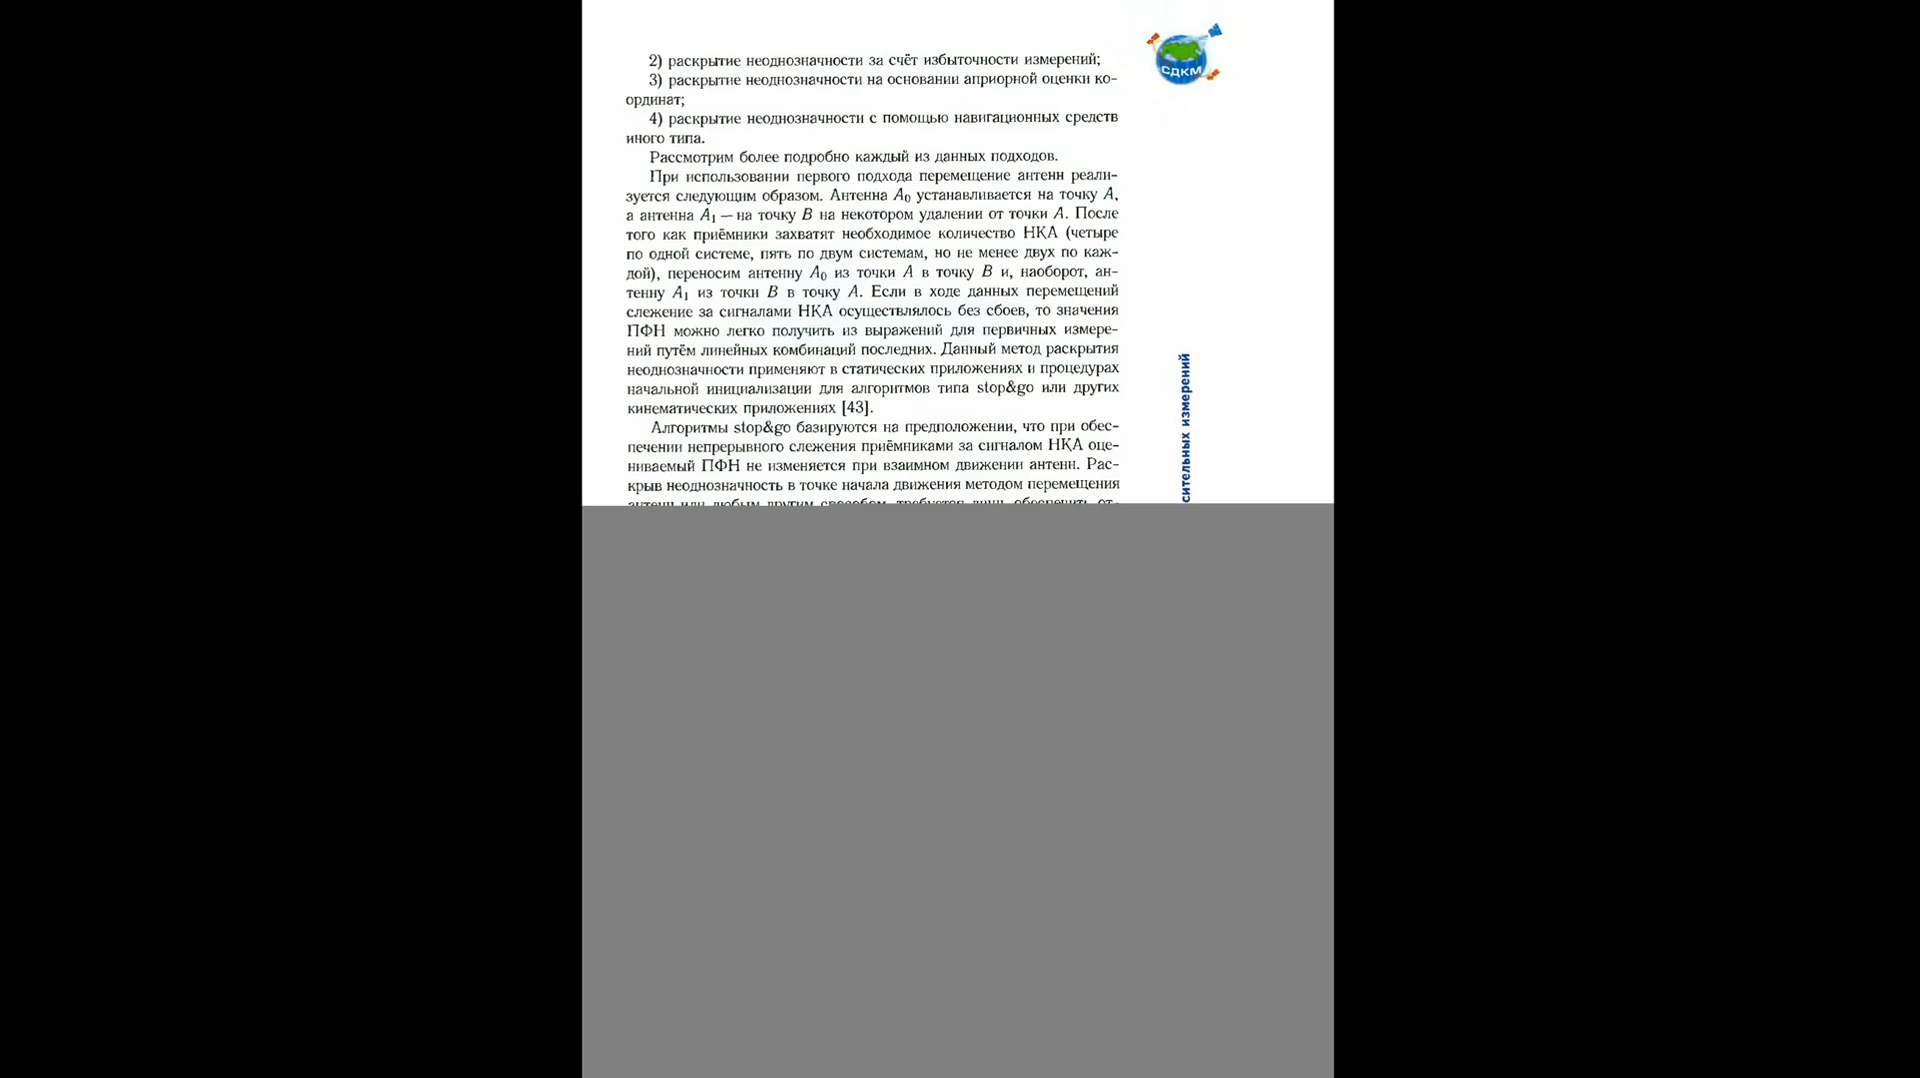 2) раскрытие неоднозначности за счёт избыточности измерений;
3) раскрытие неоднозначности на основании априорной оценки ко-
ординат;
4) раскрытие неоднозначности с помощью навигационных средств
иного типа.
Рассмотрим более подробно каждый из данных подходов.
При использовании первого подхода перемещение антенн реали-
зуется следующим образом. Антенна A₀ устанавливается на точку A,
а антенна A₁ — на точку B на некотором удалении от точки A. После
того как приёмники захватят необходимое количество НКА (четыре
по одной системе, пять по двум системам, но не менее двух по каж-
дой), переносим антенну A₀ из точки A в точку B и, наоборот, ан-
тенну A₁ из точки B в точку A. Если в ходе данных перемещений
слежение за сигналами НКА осуществлялось без сбоев, то значения
ПФН можно легко получить из выражений для первичных измере-
ний путём линейных комбинаций последних. Данный метод раскрытия
неоднозначности применяют в статических приложениях и процедурах
начальной инициализации для алгоритмов типа stop&go или других
кинематических приложениях [43].
Алгоритмы stop&go базируются на предположении, что при обес-
печении непрерывного слежения приёмниками за сигналом НКА оце-
ниваемый ПФН не изменяется при взаимном движении антенн. Рас-
крыв неоднозначность в точке начала движения методом перемещения
антенн или любым другим способом, требуется лишь обеспечить от-
СДКМ
сительных измерений